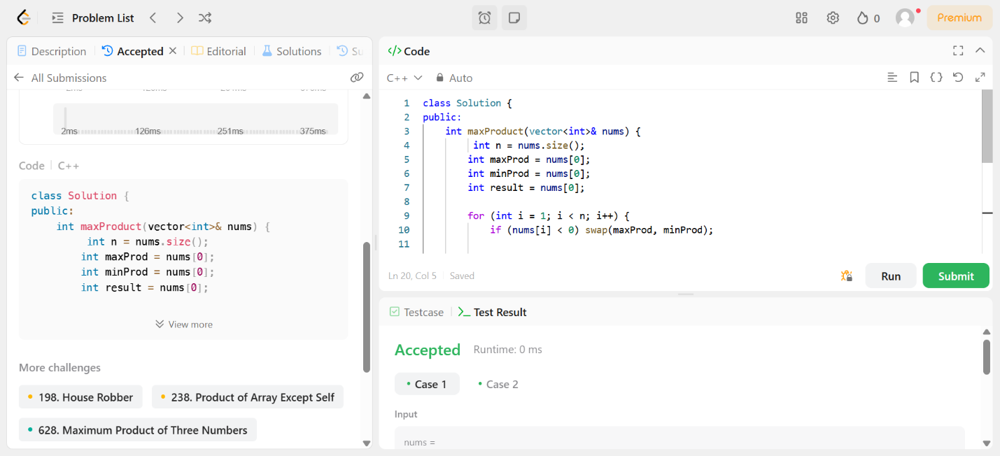 Problem List
0
Premium
Description
Accepted
Editorial
Solutions
Su
All Submissions
2ms 126ms 251ms 375ms
2ms 126ms 251ms 375ms
Code
C++
class Solution {
public:
int maxProduct(vector<int>& nums) {
int n = nums.size();
int maxProd = nums[0];
int minProd = nums[0];
int result = nums[0];
View more
More challenges
198. House Robber
238. Product of Array Except Self
628. Maximum Product of Three Numbers
</> Code
C++
Auto
1 class Solution {
2 public:
3 int maxProduct(vector<int>& nums) {
4 int n = nums.size();
5 int maxProd = nums[0];
6 int minProd = nums[0];
7 int result = nums[0];
8
9 for (int i = 1; i < n; i++) {
10 if (nums[i] < 0) swap(maxProd, minProd);
11
Ln 20, Col 5
Saved
Run
Submit
Testcase
>_ Test Result
Accepted
Runtime: 0 ms
• Case 1
• Case 2
Input
nums =